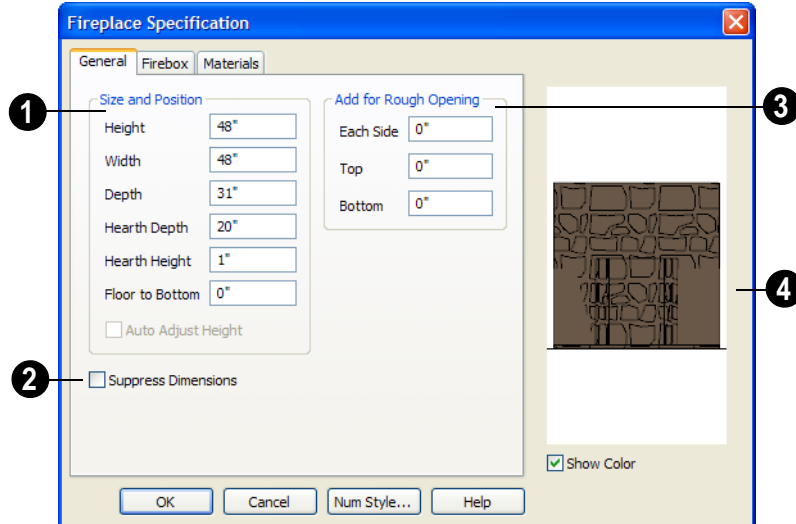 Fireplace Specification
General Firebox Materials
1 Size and Position
Height 48"
Width 48"
Depth 31"
Hearth Depth 20"
Hearth Height 1"
Floor to Bottom 0"
Auto Adjust Height
2 Suppress Dimensions
Add for Rough Opening 3
Each Side 0"
Top 0"
Bottom 0"
4
Show Color
OK Cancel Num Style... Help